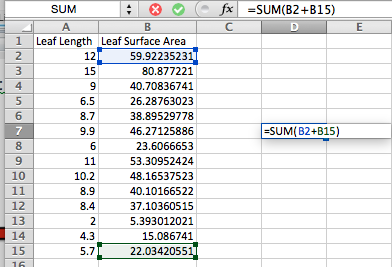 SUM fx =SUM(B2+B15)
A B C D E
1 Leaf Length Leaf Surface Area
2 12 59.92235231
3 15 80.877221
4 9 40.70836741
5 6.5 26.28763023
6 8.7 38.89529778
7 9.9 46.27125886 =SUM(B2+B15)
8 6 23.6066653
9 11 53.30952424
10 10.2 48.16537523
11 8.9 40.10166522
12 8.4 37.10360515
13 2 5.393012021
14 4.3 15.086741
15 5.7 22.03420551